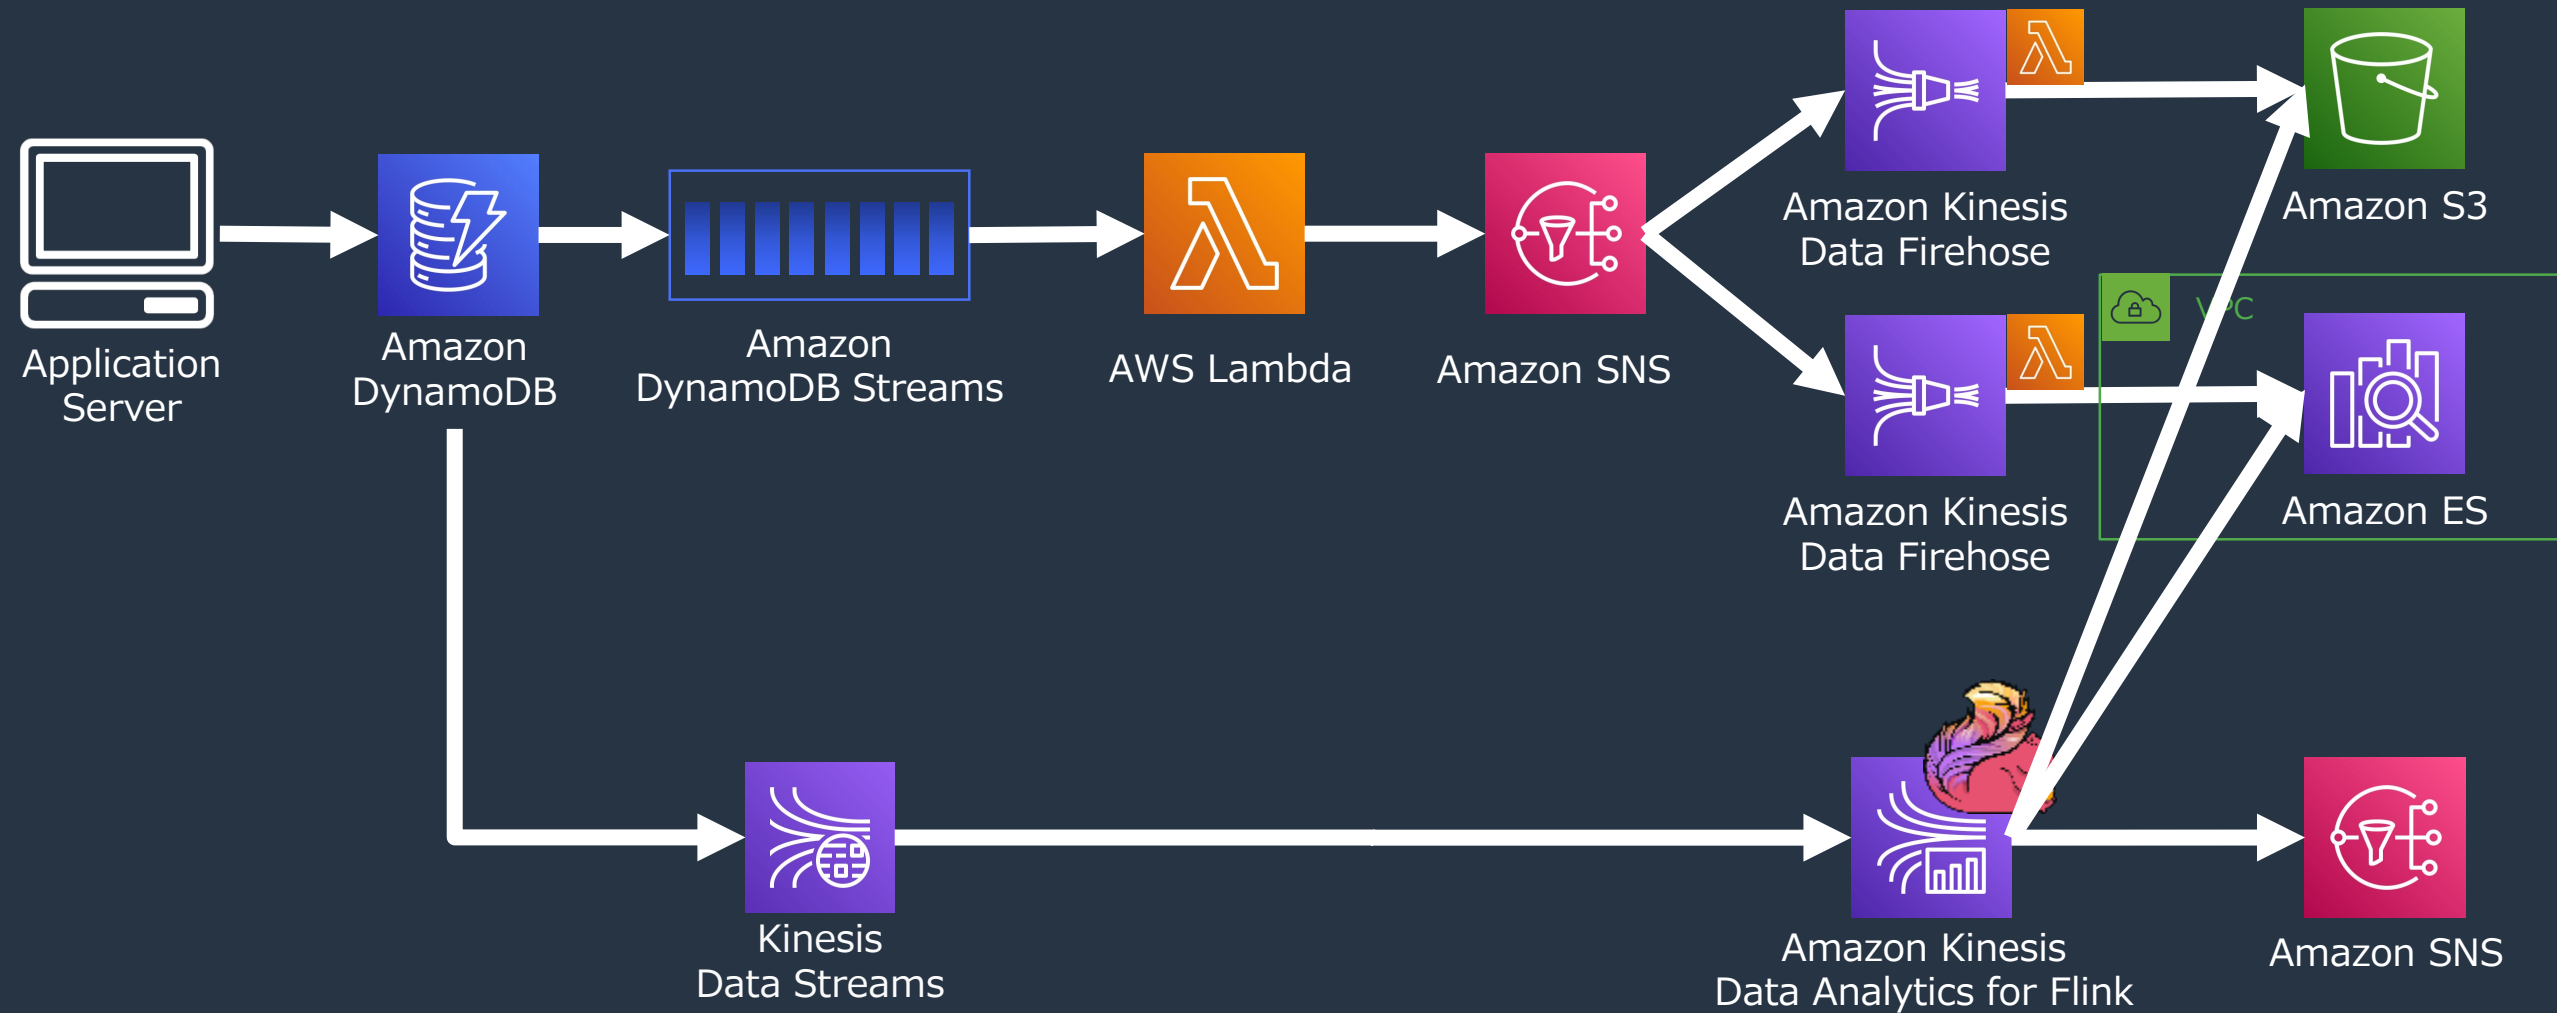 Application
Server
Amazon
DynamoDB
Amazon
DynamoDB Streams
AWS Lambda
Amazon SNS
Amazon Kinesis
Data Firehose
Amazon S3
VPC
Amazon Kinesis
Data Firehose
Amazon ES
Kinesis
Data Streams
Amazon Kinesis
Data Analytics for Flink
Amazon SNS